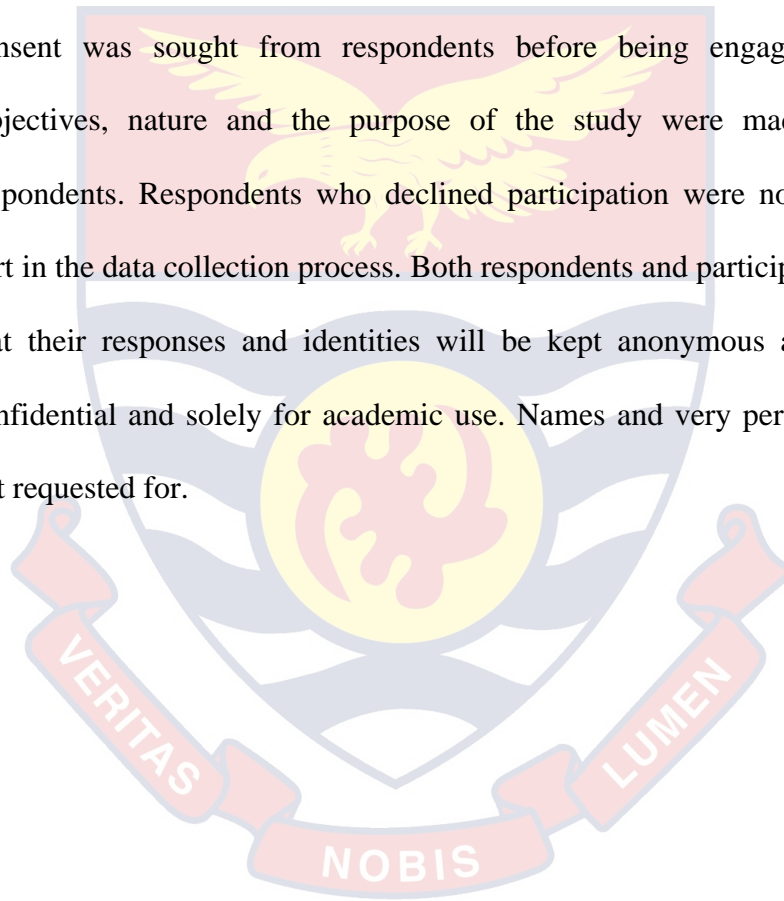 nsent was sought from respondents before being engag
jectives, nature and the purpose of the study were mad
pondents. Respondents who declined participation were no
rt in the data collection process. Both respondents and particip
at their responses and identities will be kept anonymous a
nfidential and solely for academic use. Names and very per
t requested for.
VERITAS
NOBIS
LUMEN